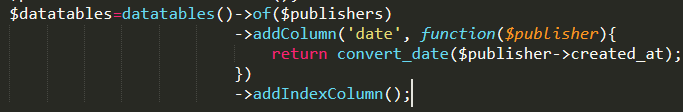 $datatables=datatables()->of($publishers)
->addColumn('date', function($publisher){
return convert_date($publisher->created_at);
})
->addIndexColumn();